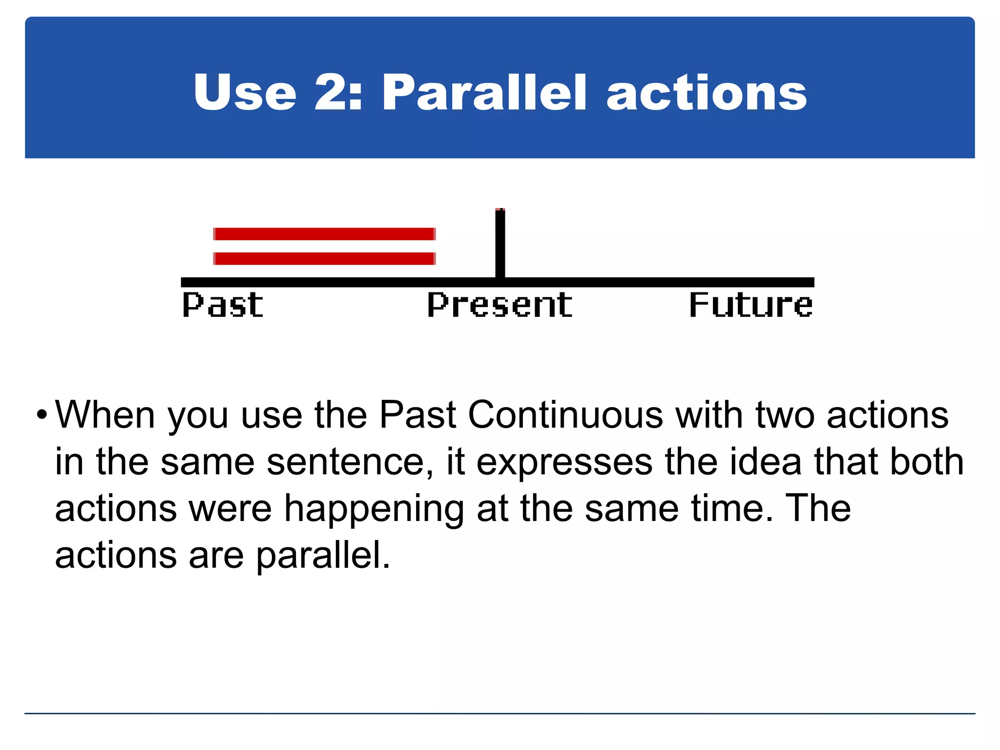 Use 2: Parallel actions
Past Present Future
• When you use the Past Continuous with two actions
in the same sentence, it expresses the idea that both
actions were happening at the same time. The
actions are parallel.